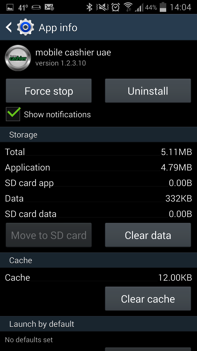 41° 44% 14:04
App info
mobile cashier uae
version 1.2.3.10
Force stop Uninstall
Show notifications
Storage
Total 5.11MB
Application 4.79MB
SD card app 0.00B
Data 332KB
SD card data 0.00B
Move to SD card Clear data
Cache
Cache 12.00KB
Clear cache
Launch by default
No defaults set